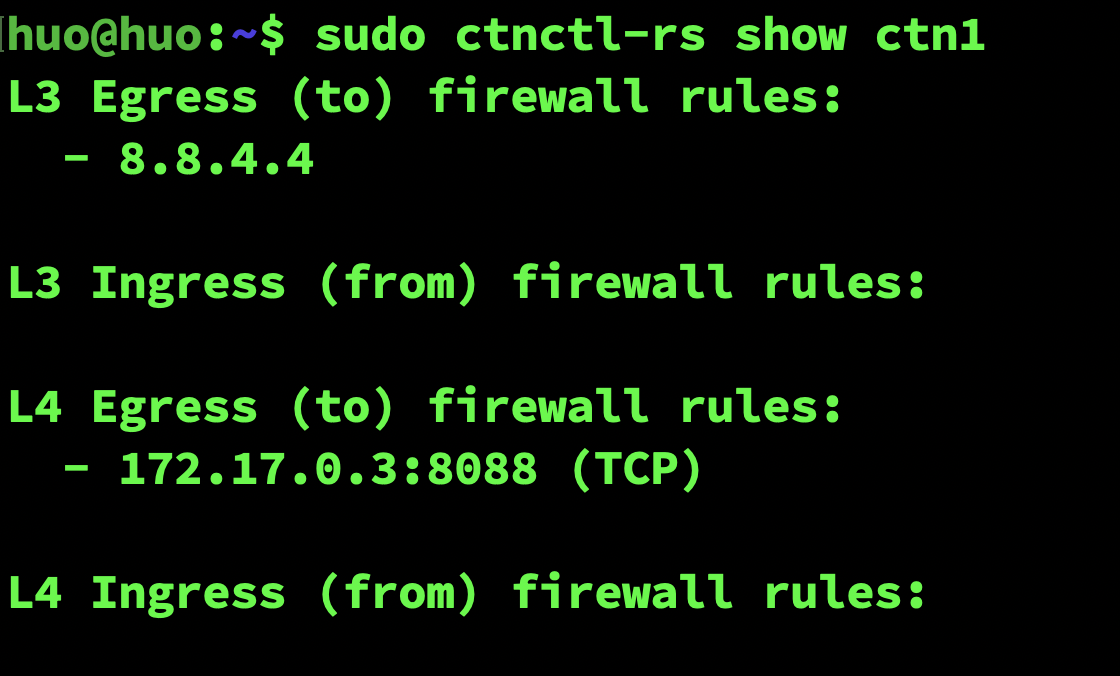 [huo@huo:~$ sudo ctnctl-rs show ctn1
L3 Egress (to) firewall rules:
  - 8.8.4.4
L3 Ingress (from) firewall rules:
L4 Egress (to) firewall rules:
  - 172.17.0.3:8088 (TCP)
L4 Ingress (from) firewall rules: